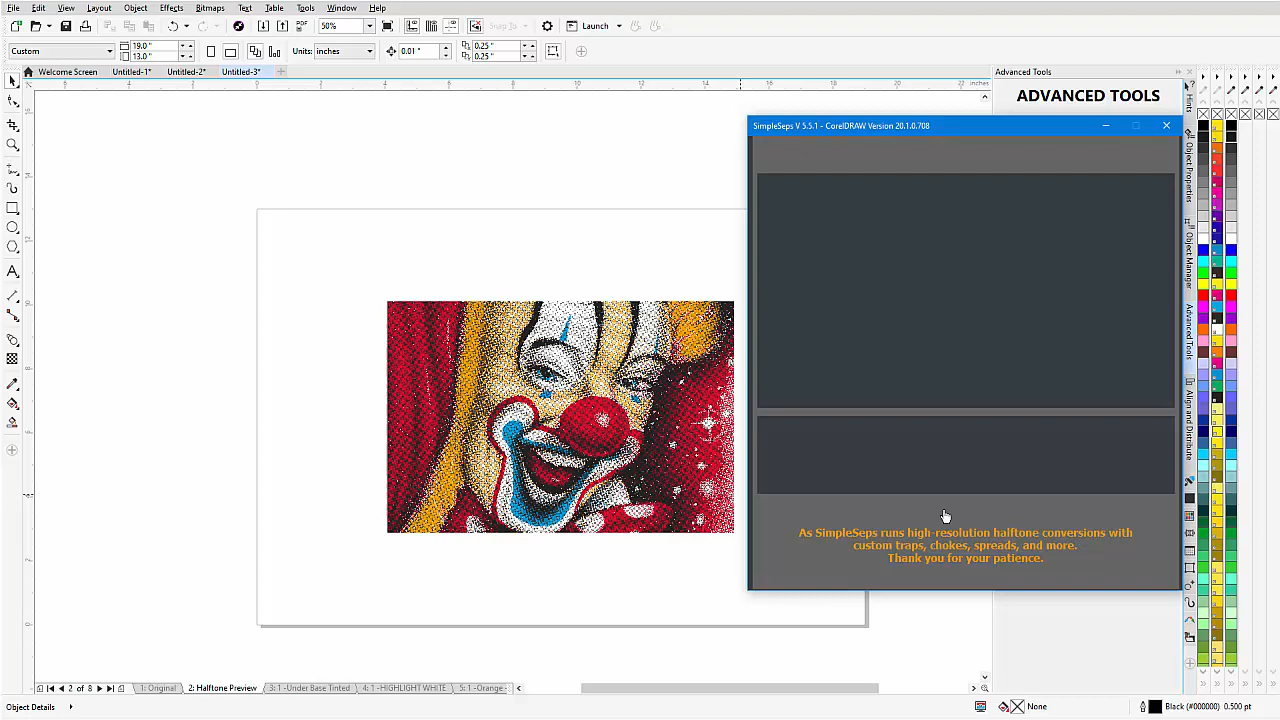 File Edit View Layout Object Effects Bitmaps Text Table Tools Window Help
PDF 50% Snap To Launch
Custom 19.0 " 13.0 " Units: inches 0.01 " 0.25 " 0.25 "
Welcome Screen Untitled-1* Untitled-2* Untitled-3*
Advanced Tools
inches
ADVANCED TOOLS
SimpleSeps V 5.5.1 - CorelDRAW Version 20.1.0.708
As SimpleSeps runs high-resolution halftone conversions with
custom traps, chokes, spreads, and more.
Thank you for your patience.
Hints
Object Properties
Object Manager
Advanced Tools
Align and Distribute
2 of 8 1: Original 2: Halftone Preview 3: 1 -Under Base Tinted 4: 1 -HIGHLIGHT WHITE 5: 1-Orange
Object Details None Black (#000000) 0.500 pt